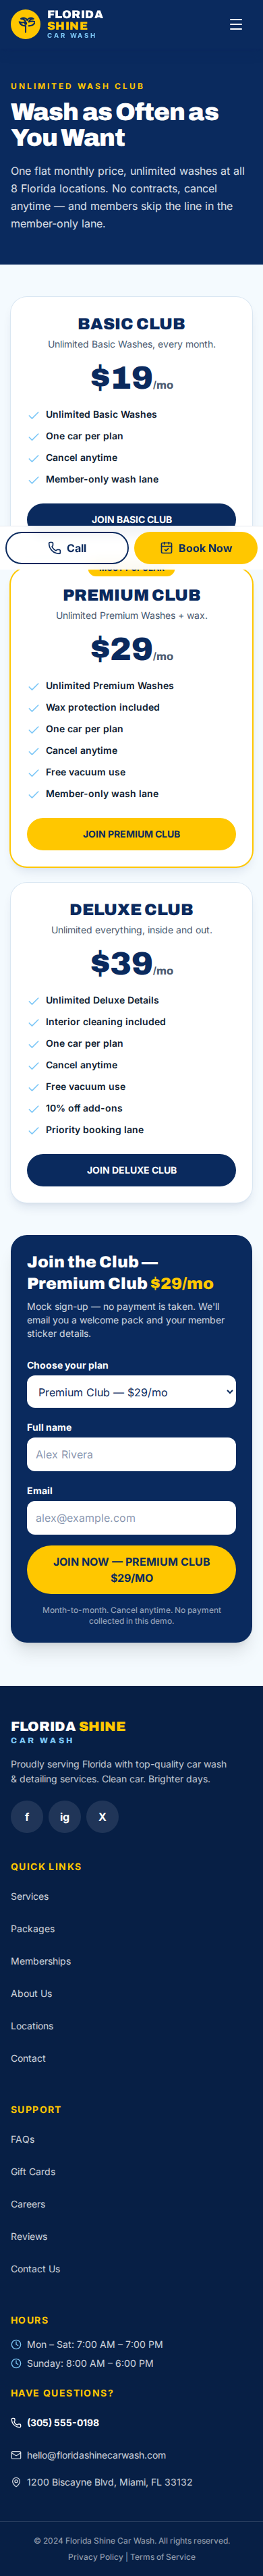 FLORIDA
SHINE
CAR WASH
UNLIMITED WASH CLUB
Wash as Often as
You Want
One flat monthly price, unlimited washes at all
8 Florida locations. No contracts, cancel
anytime — and members skip the line in the
member-only lane.
BASIC CLUB
Unlimited Basic Washes, every month.
$19/mo
Unlimited Basic Washes
One car per plan
Cancel anytime
Member-only wash lane
JOIN BASIC CLUB
Call
Book Now
MOST POPULAR
PREMIUM CLUB
Unlimited Premium Washes + wax.
$29/mo
Unlimited Premium Washes
Wax protection included
One car per plan
Cancel anytime
Free vacuum use
Member-only wash lane
JOIN PREMIUM CLUB
DELUXE CLUB
Unlimited everything, inside and out.
$39/mo
Unlimited Deluxe Details
Interior cleaning included
One car per plan
Cancel anytime
Free vacuum use
10% off add-ons
Priority booking lane
JOIN DELUXE CLUB
Join the Club —
Premium Club $29/mo
Mock sign-up — no payment is taken. We'll
email you a welcome pack and your member
sticker details.
Choose your plan
Premium Club — $29/mo
Full name
Alex Rivera
Email
alex@example.com
JOIN NOW — PREMIUM CLUB
$29/MO
Month-to-month. Cancel anytime. No payment
collected in this demo.
FLORIDA SHINE
CAR WASH
Proudly serving Florida with top-quality car wash
& detailing services. Clean car. Brighter days.
f
ig
X
QUICK LINKS
Services
Packages
Memberships
About Us
Locations
Contact
SUPPORT
FAQs
Gift Cards
Careers
Reviews
Contact Us
HOURS
Mon – Sat: 7:00 AM – 7:00 PM
Sunday: 8:00 AM – 6:00 PM
HAVE QUESTIONS?
(305) 555-0198
hello@floridashinecarwash.com
1200 Biscayne Blvd, Miami, FL 33132
© 2024 Florida Shine Car Wash. All rights reserved.
Privacy Policy | Terms of Service